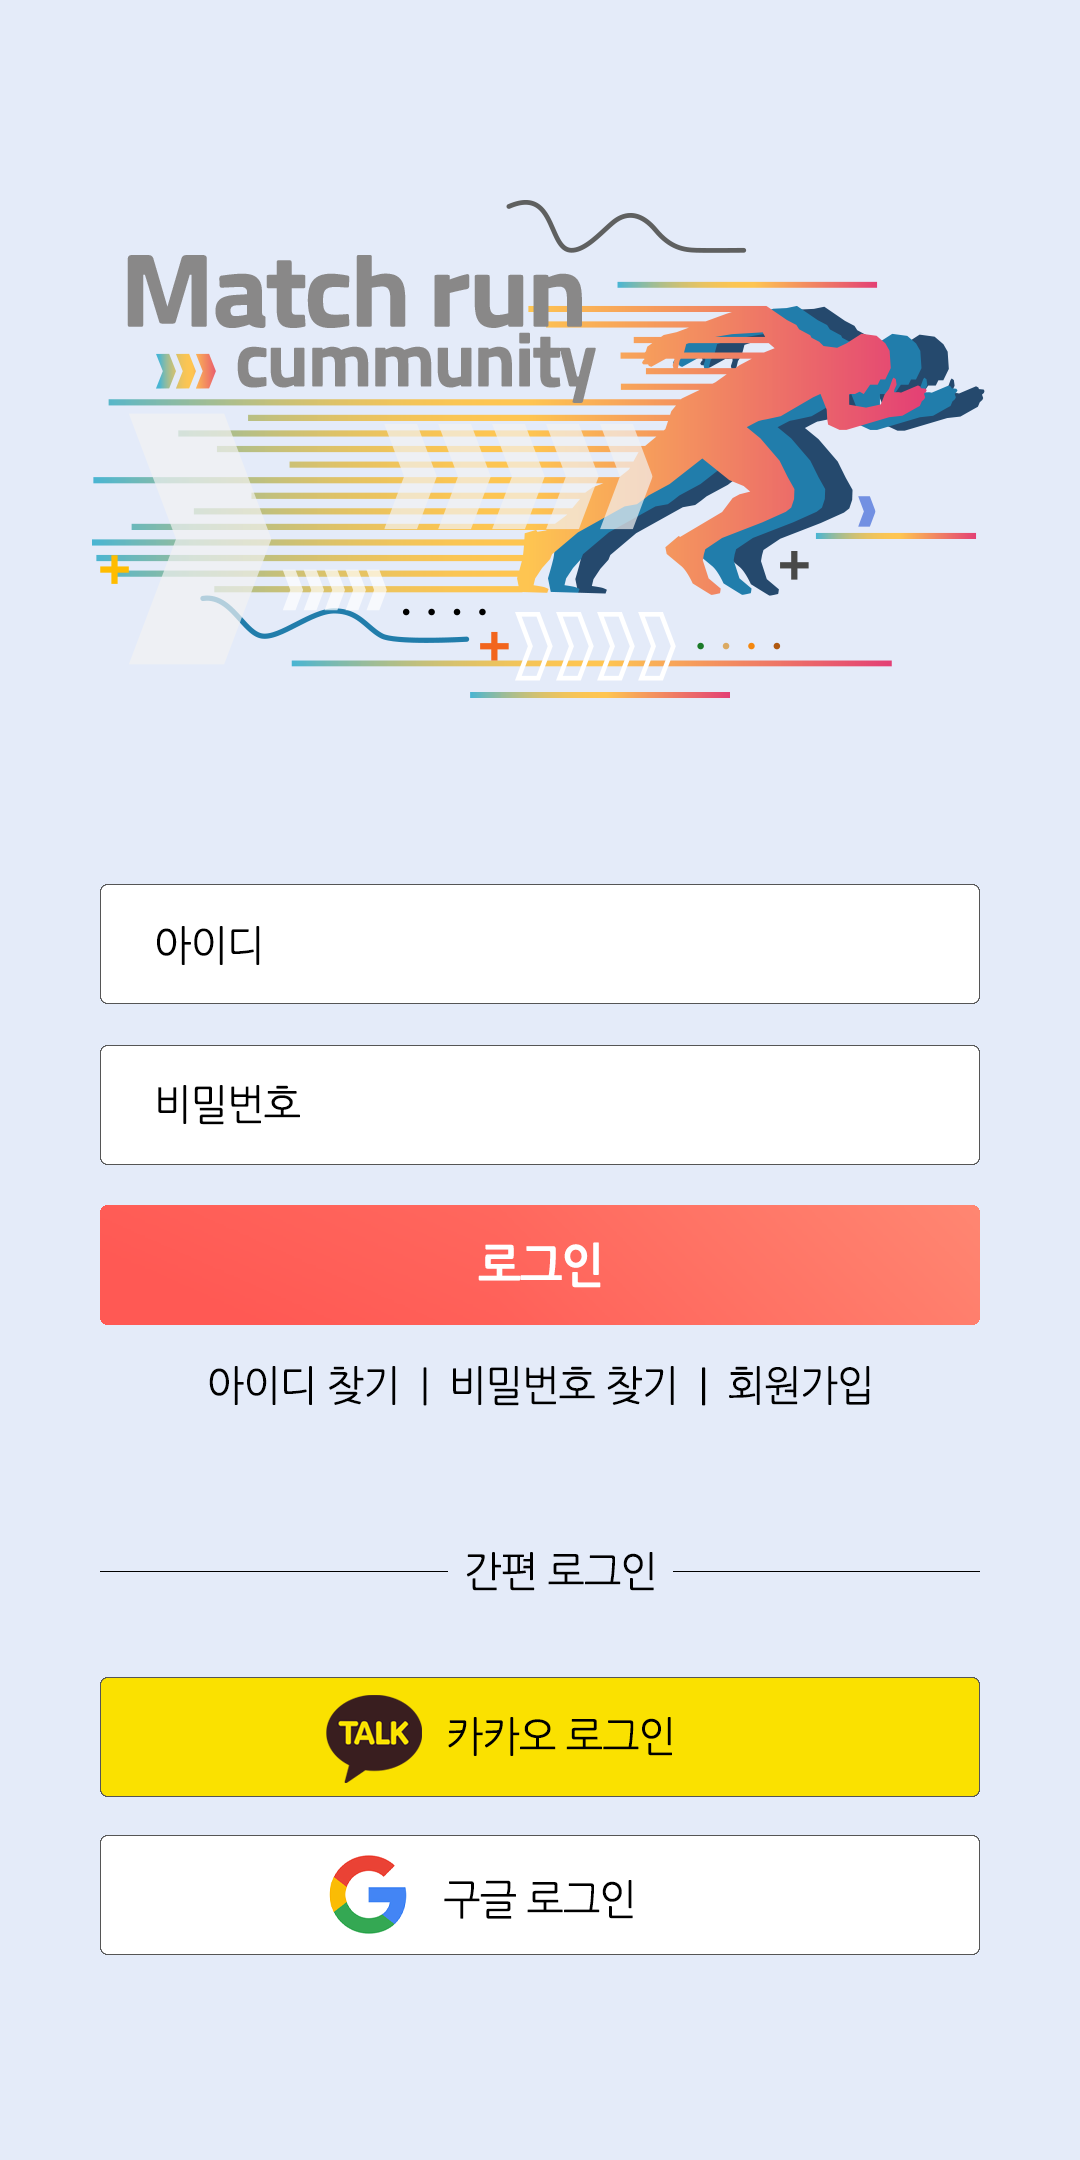 Match run
cummunity
아이디
비밀번호
로그인
아이디 찾기 | 비밀번호 찾기 | 회원가입
간편 로그인
TALK 카카오 로그인
구글 로그인